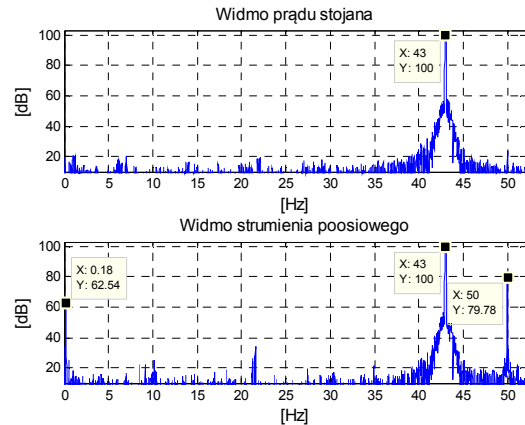 Widmo prądu stojana
[dB]
100
80
60
40
20
X: 43
Y: 100
0 5 10 15 20 25 30 35 40 45 50
[Hz]
Widmo strumienia poosiowego
[dB]
100
80
60
40
20
X: 0.18
Y: 62.54
X: 43
Y: 100
X: 50
Y: 79.78
0 5 10 15 20 25 30 35 40 45 50
[Hz]